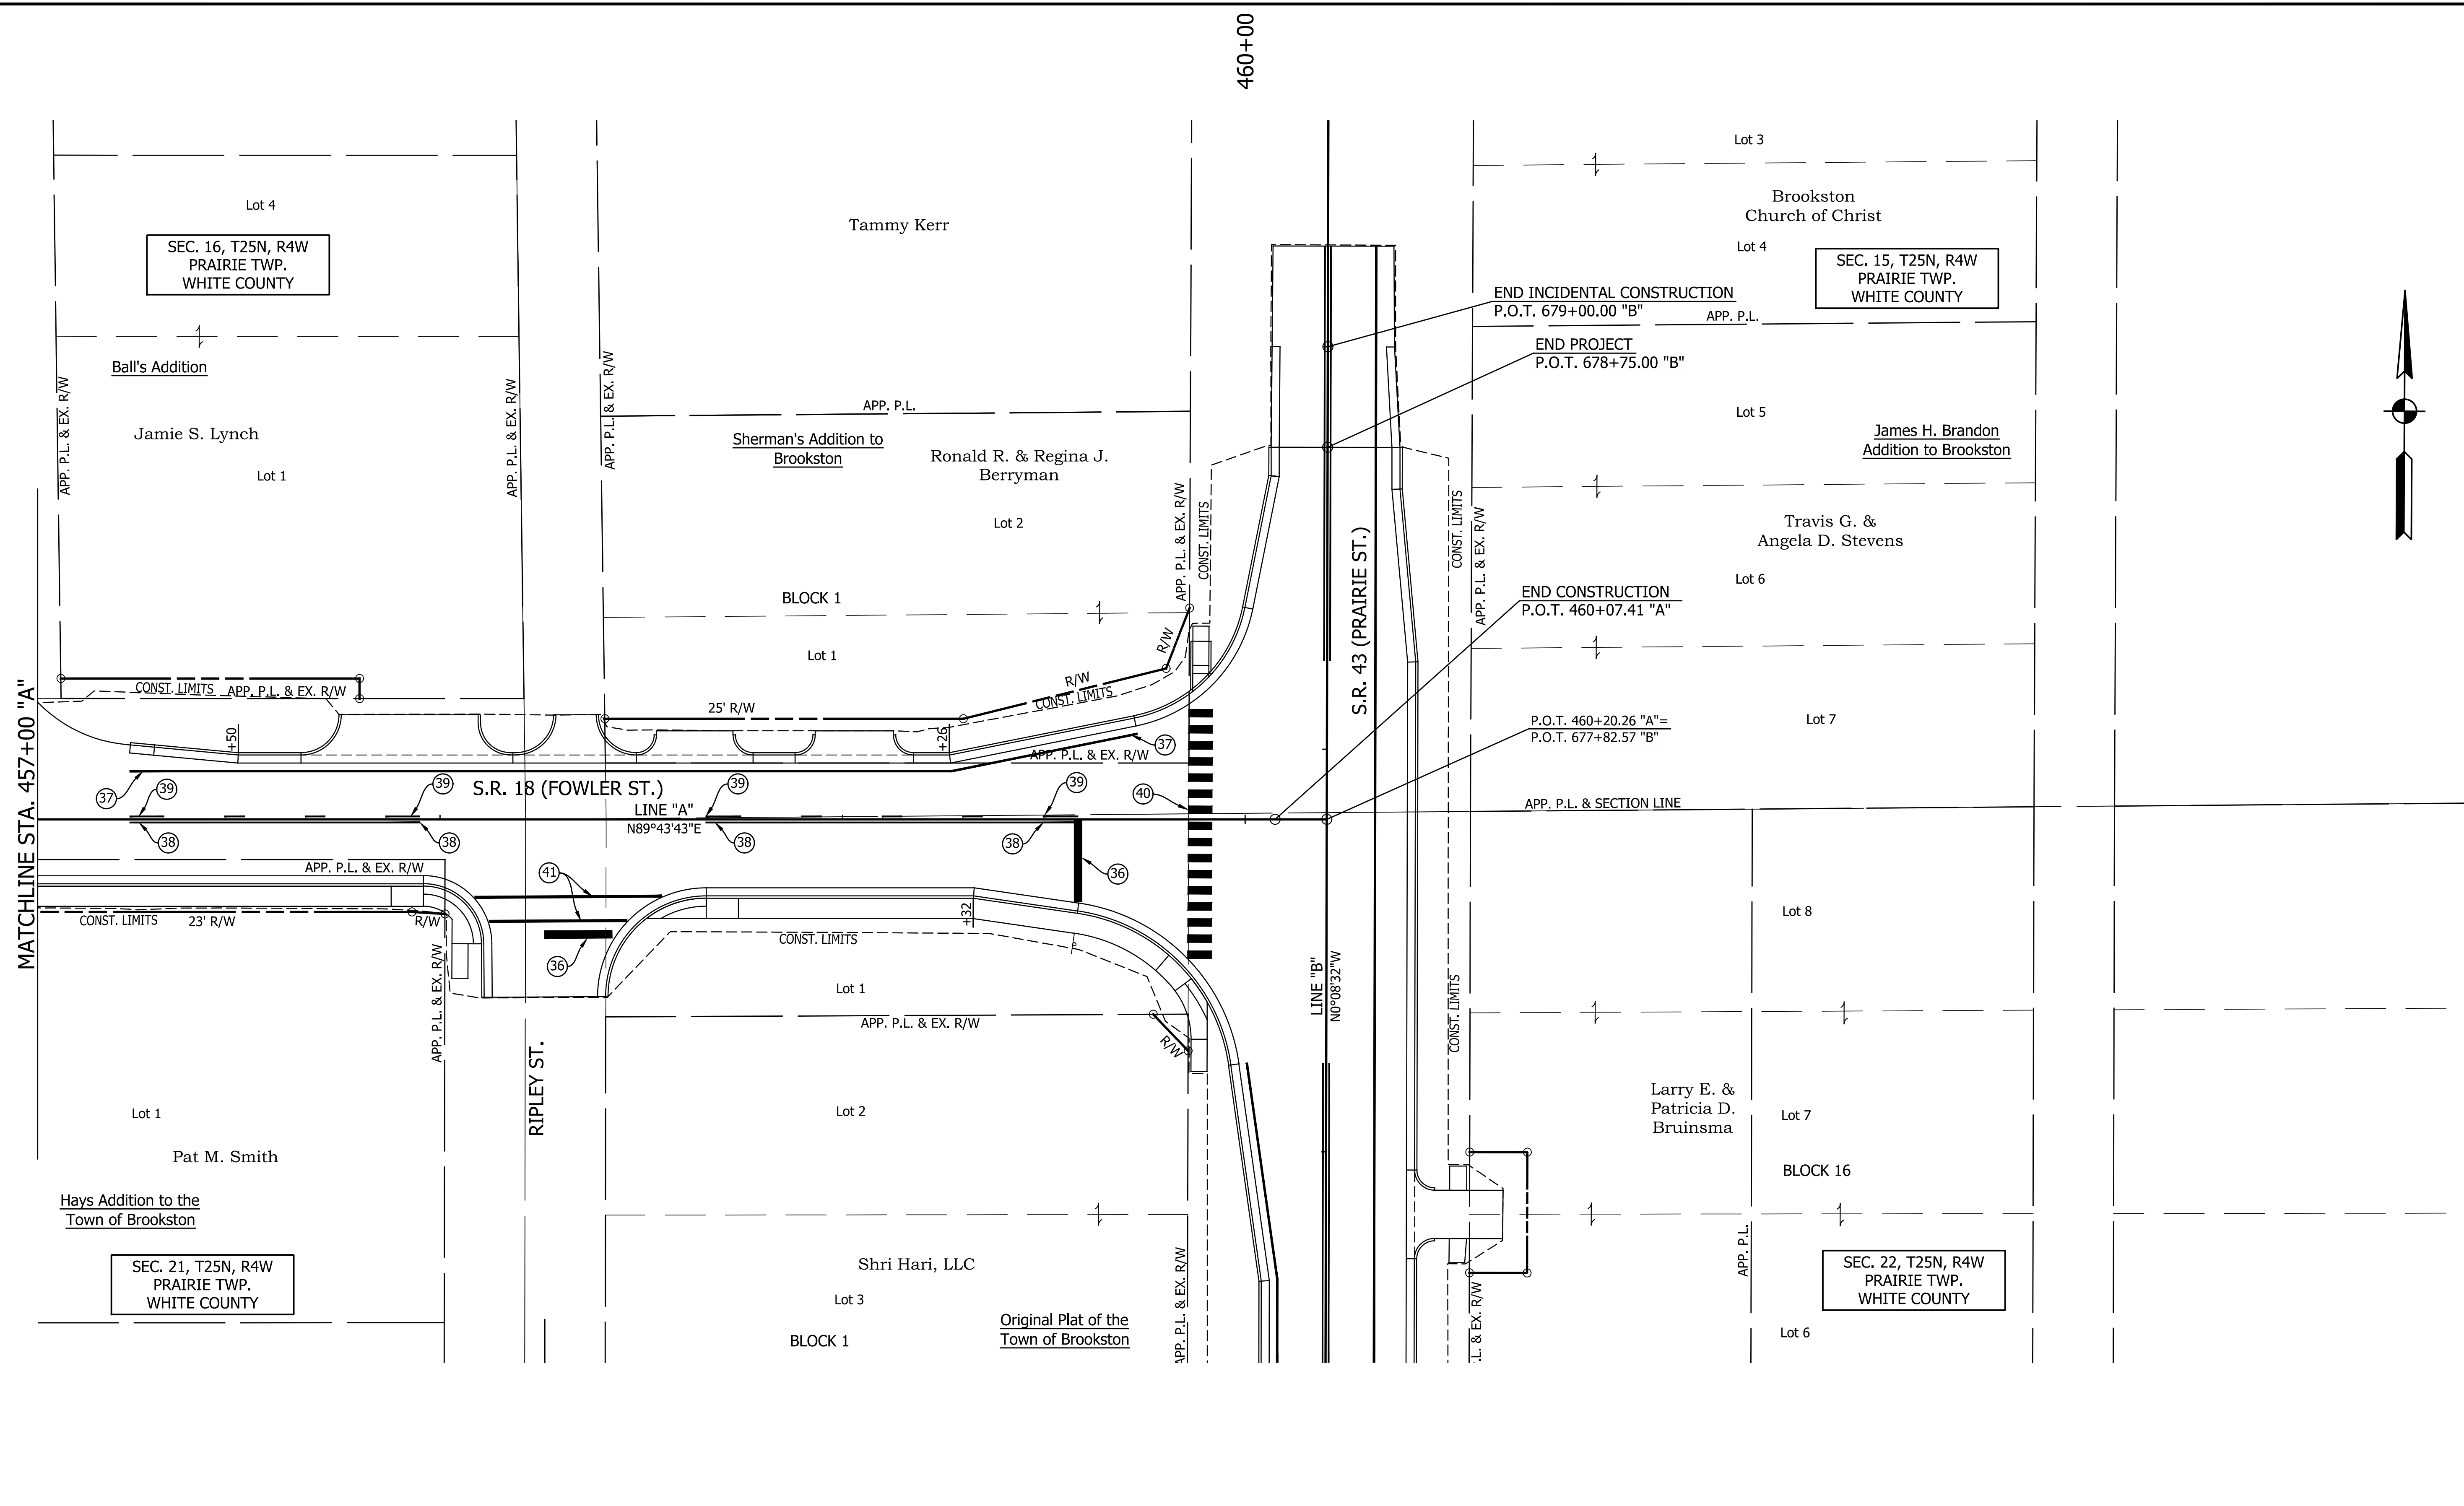 460+00
Lot 3
Brookston
Church of Christ
Lot 4
SEC. 16, T25N, R4W
PRAIRIE TWP.
WHITE COUNTY
Tammy Kerr
Lot 4
SEC. 15, T25N, R4W
PRAIRIE TWP.
WHITE COUNTY
END INCIDENTAL CONSTRUCTION
P.O.T. 679+00.00 "B"
APP. P.L.
END PROJECT
P.O.T. 678+75.00 "B"
Ball's Addition
APP. P.L. & EX. R/W
APP. P.L. & EX. R/W
APP. P.L. & EX. R/W
Jamie S. Lynch
Lot 1
APP. P.L.
Sherman's Addition to
Brookston
Ronald R. & Regina J.
Berryman
Lot 2
Lot 5
James H. Brandon
Addition to Brookston
APP. P.L. & EX. R/W
CONST. LIMITS
CONST. LIMITS
APP. P.L. & EX. R/W
S.R. 43 (PRAIRIE ST.)
Travis G. &
Angela D. Stevens
Lot 6
BLOCK 1
END CONSTRUCTION
P.O.T. 460+07.41 "A"
Lot 1
R/W
R/W
CONST. LIMITS
CONST. LIMITS
APP. P.L. & EX. R/W
25' R/W
P.O.T. 460+20.26 "A"=
P.O.T. 677+82.57 "B"
Lot 7
+50
+26
37
APP. P.L. & EX. R/W
MATCHLINE STA. 457+00 "A"
37
39
39
S.R. 18 (FOWLER ST.)
39
39
40
LINE "A"
N89°43'43"E
APP. P.L. & SECTION LINE
38
38
38
38
APP. P.L. & EX. R/W
41
36
CONST. LIMITS
23' R/W
R/W
+32
CONST. LIMITS
36
Lot 8
APP. P.L. & EX. R/W
Lot 1
APP. P.L. & EX. R/W
R/W
LINE "B"
N0°08'32"W
CONST. LIMITS
RIPLEY ST.
Lot 1
Lot 2
Larry E. &
Patricia D.
Bruinsma
Lot 7
Pat M. Smith
BLOCK 16
Hays Addition to the
Town of Brookston
SEC. 21, T25N, R4W
PRAIRIE TWP.
WHITE COUNTY
Shri Hari, LLC
Lot 3
BLOCK 1
Original Plat of the
Town of Brookston
APP. P.L. & EX. R/W
.L. & EX. R/W
APP. P.L.
SEC. 22, T25N, R4W
PRAIRIE TWP.
WHITE COUNTY
Lot 6